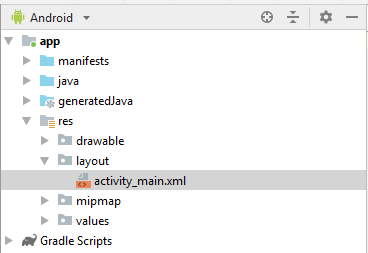 Android
app
manifests
java
generatedJava
res
drawable
layout
activity_main.xml
mipmap
values
Gradle Scripts